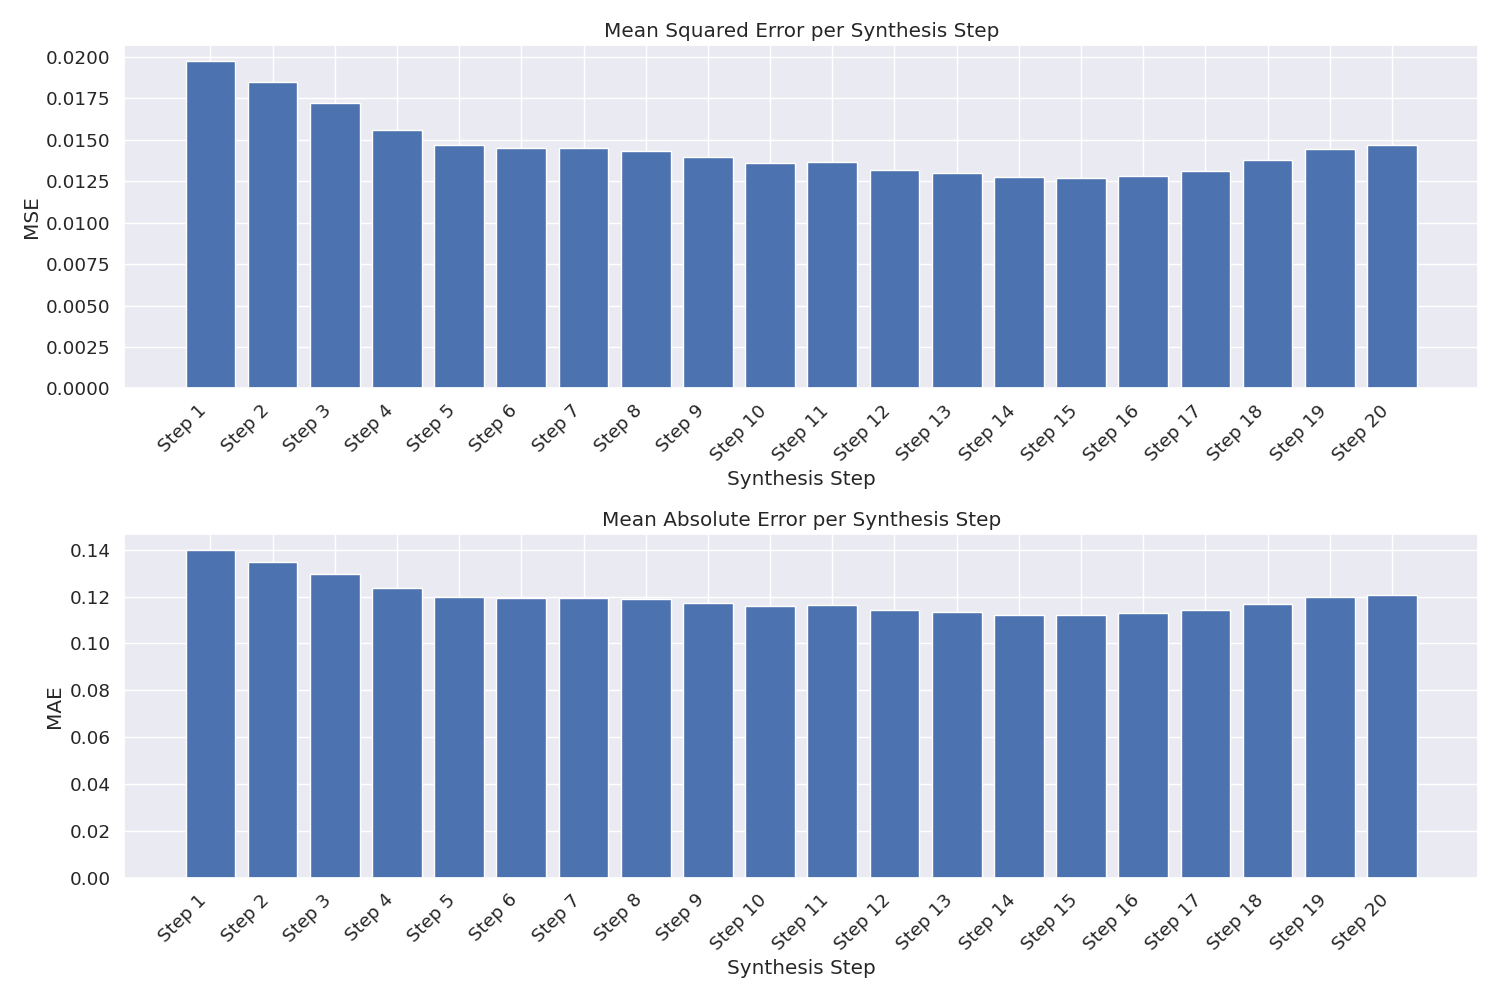 Mean Squared Error per Synthesis Step
0.0200
0.0175
0.0150
0.0125
0.0100
0.0075
0.0050
0.0025
0.0000
MSE
Step 1
Step 2
Step 3
Step 4
Step 5
Step 6
Step 7
Step 8
Step 9
Step 10
Step 11
Step 12
Step 13
Step 14
Step 15
Step 16
Step 17
Step 18
Step 19
Step 20
Synthesis Step
Mean Absolute Error per Synthesis Step
0.14
0.12
0.10
0.08
0.06
0.04
0.02
0.00
MAE
Step 1
Step 2
Step 3
Step 4
Step 5
Step 6
Step 7
Step 8
Step 9
Step 10
Step 11
Step 12
Step 13
Step 14
Step 15
Step 16
Step 17
Step 18
Step 19
Step 20
Synthesis Step